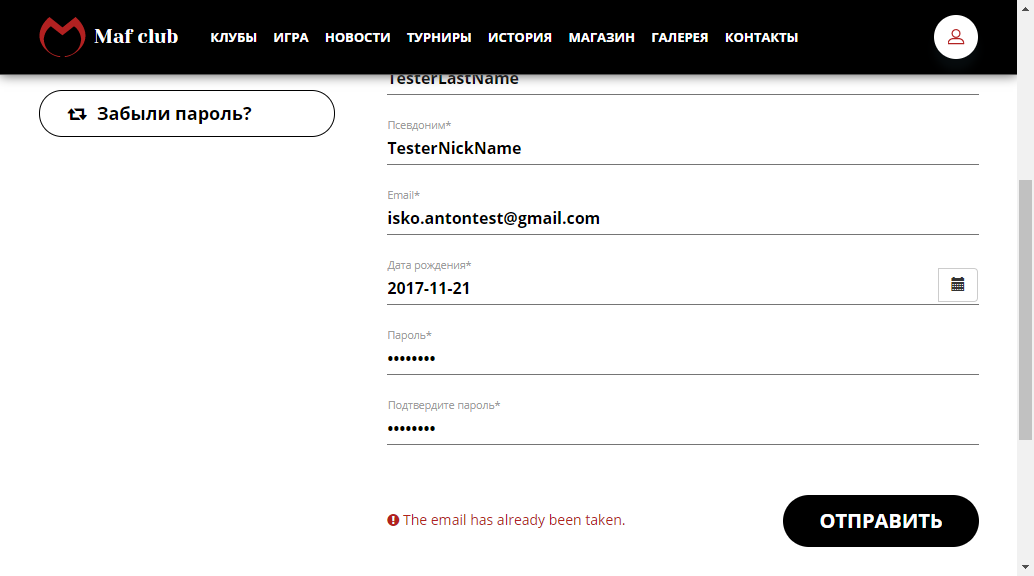 Maf club
КЛУБЫ ИГРА НОВОСТИ ТУРНИРЫ ИСТОРИЯ МАГАЗИН ГАЛЕРЕЯ КОНТАКТЫ
Забыли пароль?
TesterLastName
Псевдоним*
TesterNickName
Email*
isko.antontest@gmail.com
Дата рождения*
2017-11-21
Пароль*
••••••••
Подтвердите пароль*
••••••••
The email has already been taken.
ОТПРАВИТЬ